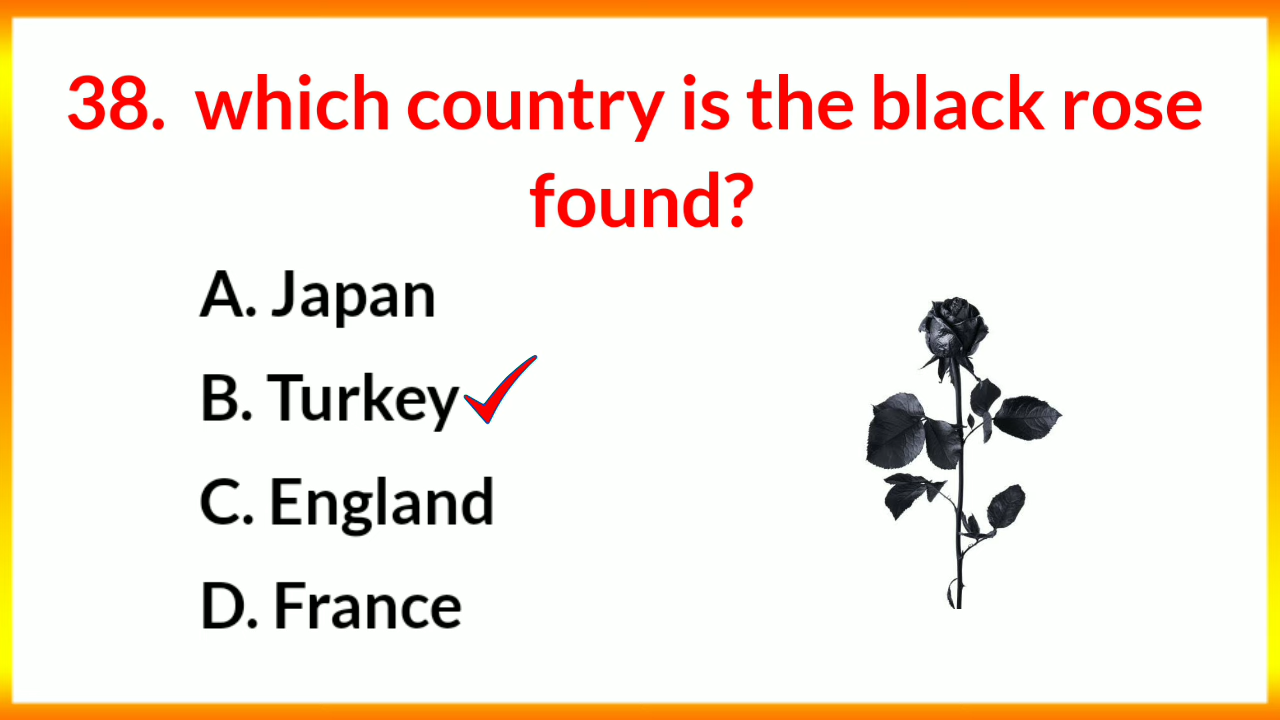 38. which country is the black rose
found?
A. Japan
B. Turkey
C. England
D. France